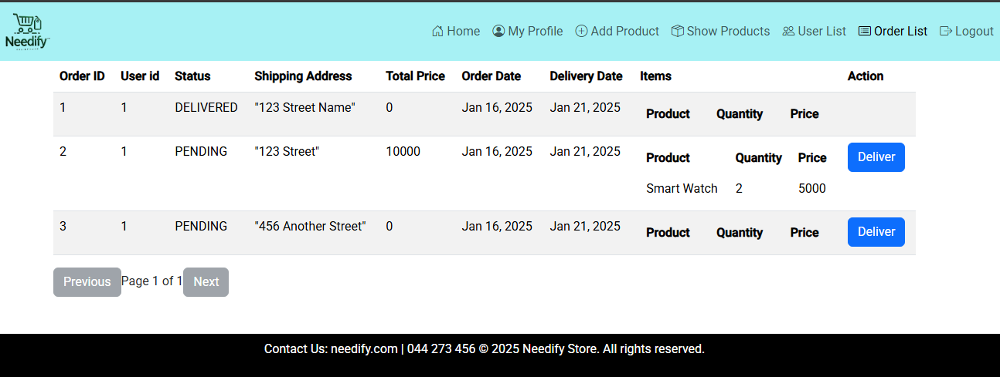 Needify
Home My Profile Add Product Show Products User List Order List Logout
Order ID User id Status Shipping Address Total Price Order Date Delivery Date Items Action
1 1 DELIVERED "123 Street Name" 0 Jan 16, 2025 Jan 21, 2025
Product Quantity Price
2 1 PENDING "123 Street" 10000 Jan 16, 2025 Jan 21, 2025 Deliver
Product Quantity Price
Smart Watch 2 5000
3 1 PENDING "456 Another Street" 0 Jan 16, 2025 Jan 21, 2025 Deliver
Product Quantity Price
Previous Page 1 of 1 Next
Contact Us: needify.com | 044 273 456 © 2025 Needify Store. All rights reserved.